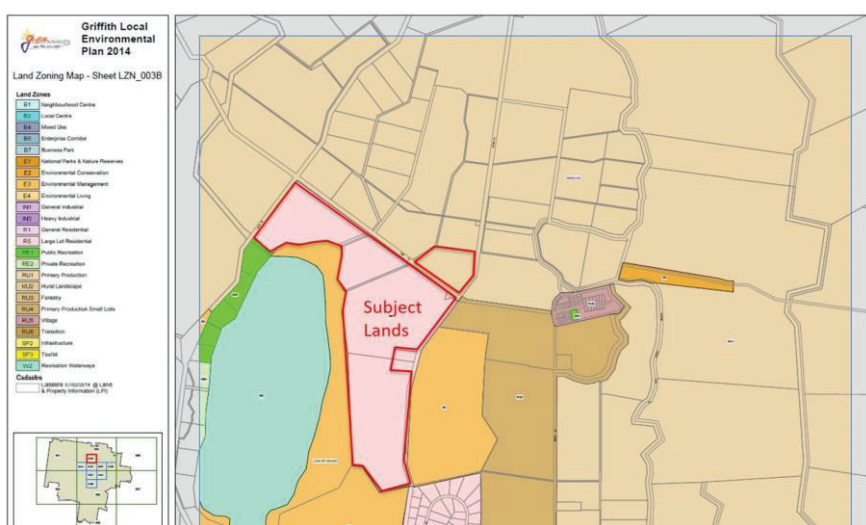 Griffith Local
Environmental
Plan 2014
Land Zoning Map - Sheet LZN_003B
Land Zones
B1 Neighbourhood Centre
B2 Local Centre
B4 Mixed Use
B6 Enterprise Corridor
B7 Business Park
E1 National Parks & Nature Reserves
E2 Environmental Conservation
E3 Environmental Management
E4 Environmental Living
IN1 General Industrial
IN3 Heavy Industrial
R1 General Residential
R5 Large Lot Residential
RE1 Public Recreation
RE2 Private Recreation
RU1 Primary Production
RU2 Rural Landscape
RU3 Forestry
RU4 Primary Production Small Lots
RU5 Village
RU6 Transition
SP2 Infrastructure
SP3 Tourist
W2 Recreation Waterways
Cadastre
& Property Information (LPI)
Subject
Lands